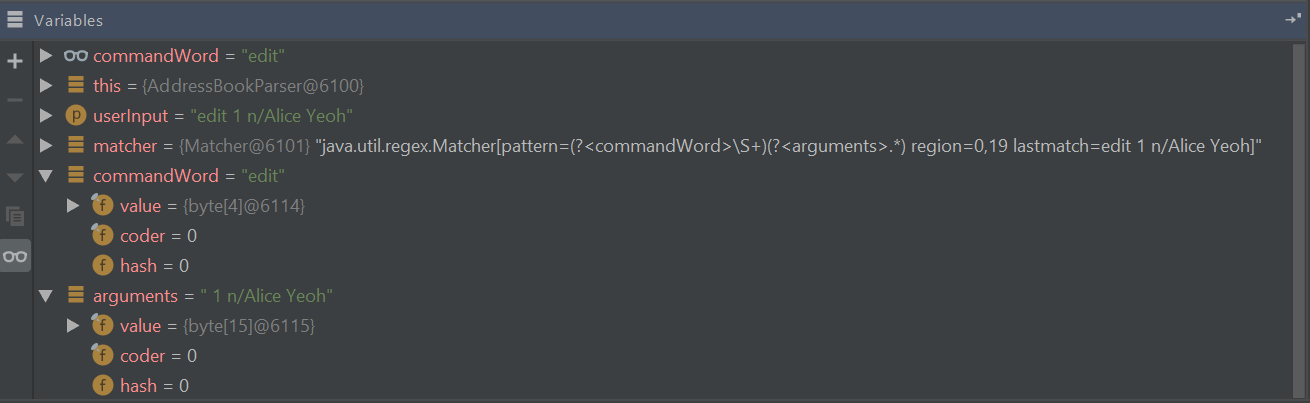 Variables
commandWord = "edit"
this = {AddressBookParser@6100}
p userInput = "edit 1 n/Alice Yeoh"
matcher = {Matcher@6101} "java.util.regex.Matcher[pattern=(?<commandWord>\S+)(?<arguments>.*) region=0,19 lastmatch=edit 1 n/Alice Yeoh]"
commandWord = "edit"
f value = {byte[4]@6114}
f coder = 0
f hash = 0
arguments = " 1 n/Alice Yeoh"
f value = {byte[15]@6115}
f coder = 0
f hash = 0